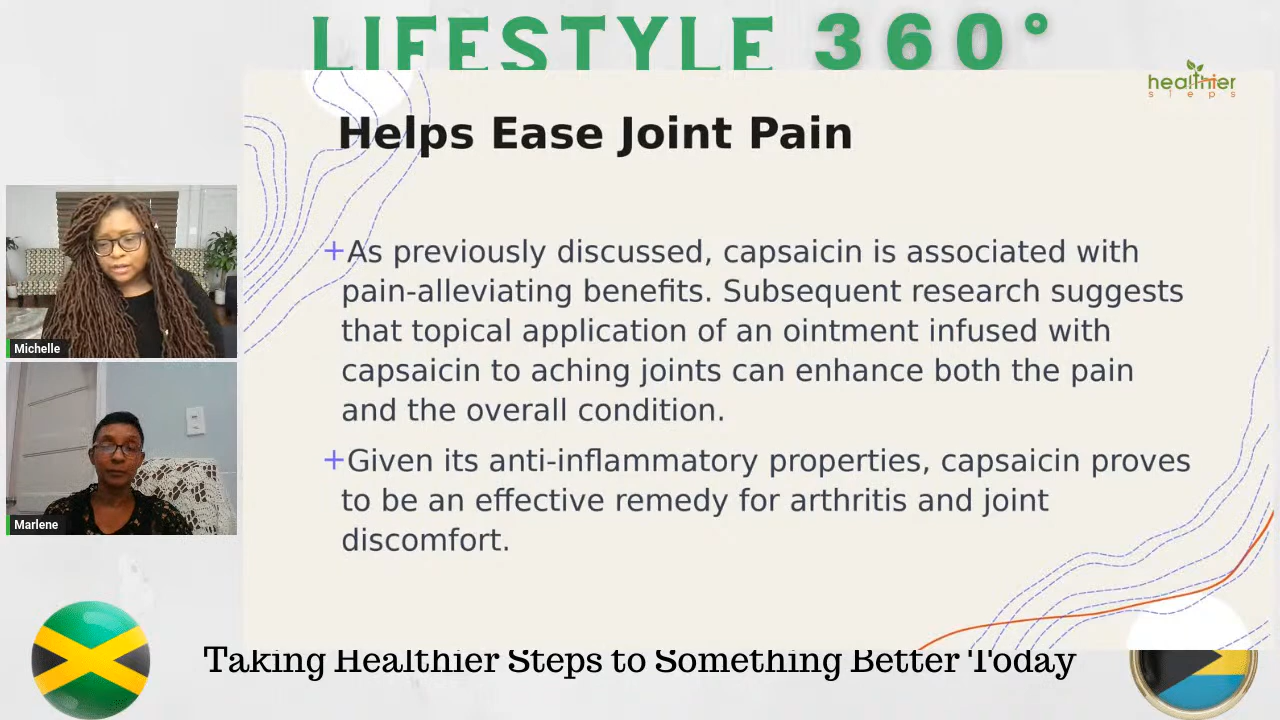 LIFESTYLE 360°
healthier
steps
Helps Ease Joint Pain
+As previously discussed, capsaicin is associated with
pain-alleviating benefits. Subsequent research suggests
that topical application of an ointment infused with
capsaicin to aching joints can enhance both the pain
and the overall condition.
+Given its anti-inflammatory properties, capsaicin proves
to be an effective remedy for arthritis and joint
discomfort.
Michelle
Marlene
Taking Healthier Steps to Something Better Today